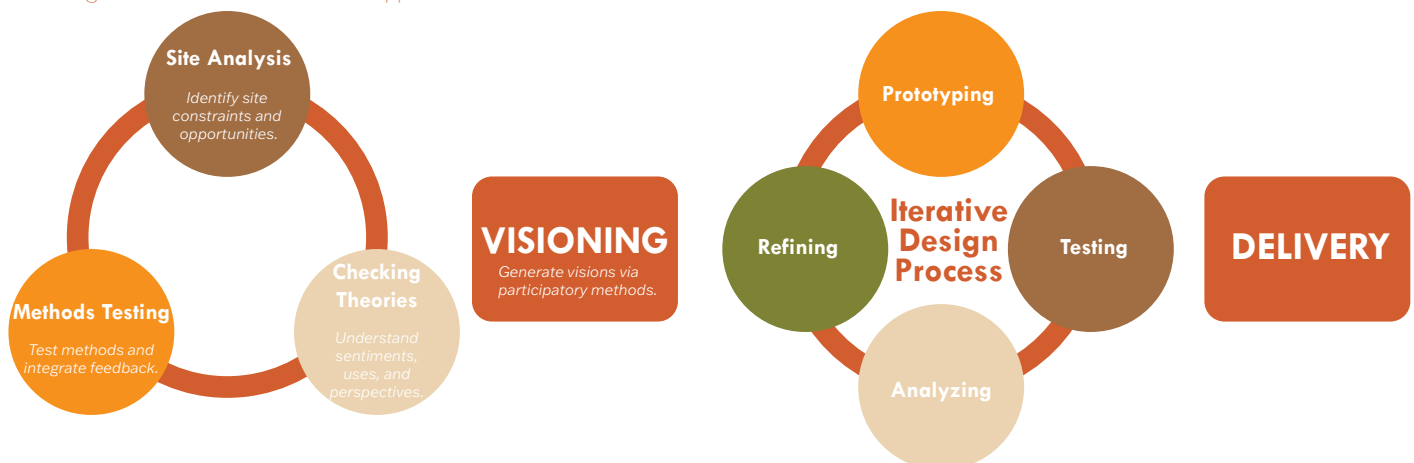 Site Analysis
Identify site
constraints and
opportunities.
Methods Testing
Test methods and
integrate feedback.
Checking
Theories
Understand
sentiments,
uses, and
perspectives.
VISIONING
Generate visions via
participatory methods.
Prototyping
Refining
Iterative
Design
Process
Testing
Analyzing
DELIVERY